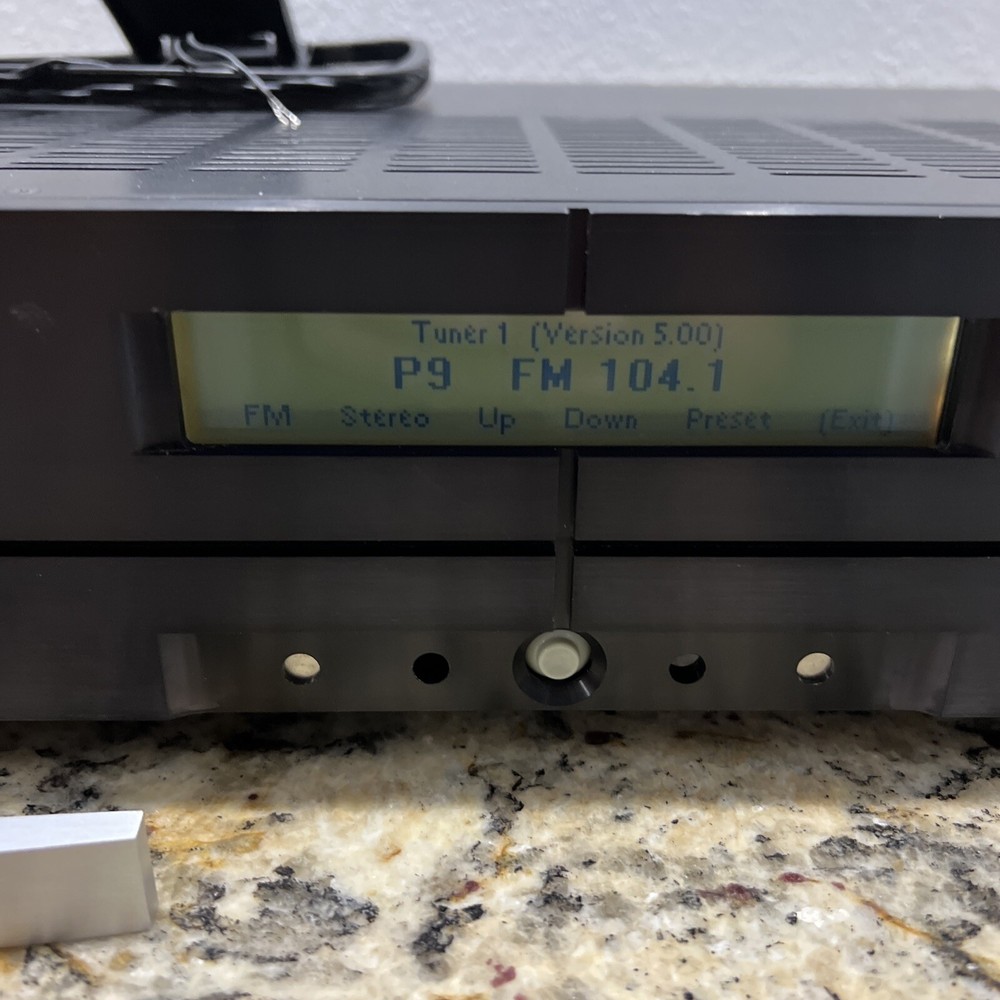 Tuner 1 (Version 5.00)
P9 FM 104.1
FM Stereo Up Down Preset (Exit)